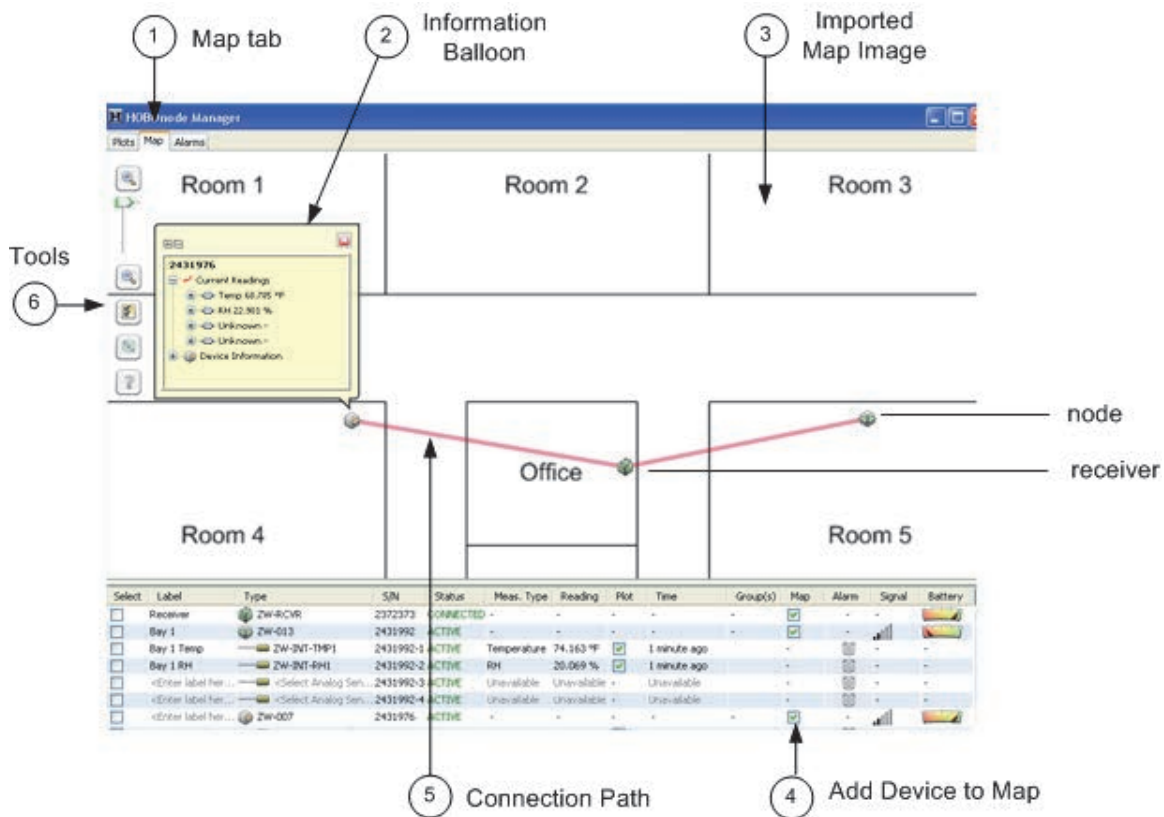 1 Map tab
2 Information
Balloon
3 Imported
Map Image
HOBOnode Manager
Plots Map Alarms
Room 1 Room 2 Room 3
2431976
Current Readings
Temp 68.785 °F
RH 22.901 %
Unknown -
Unknown -
Device Information
Tools
6
node
receiver
Office
Room 4 Room 5
Select Label Type S/N Status Meas. Type Reading Plot Time Group(s) Map Alarm Signal Battery
Receiver ZW-RCVR 2372373 CONNECTED - - - - -
Bay 1 ZW-013 2431992 ACTIVE - - - - - -
Bay 1 Temp ZW-INT-TMP1 2431992-1 ACTIVE Temperature 74.163 °F 1 minute ago - - -
Bay 1 RH ZW-INT-RH1 2431992-2 ACTIVE RH 20.069 % 1 minute ago - - -
<Enter label her... <Select Analog Sen... 2431992-3 ACTIVE Unavailable Unavailable - Unavailable - - -
<Enter label her... <Select Analog Sen... 2431992-4 ACTIVE Unavailable Unavailable - Unavailable - - -
<Enter label her... ZW-007 2431976 ACTIVE - - - - - -
5 Connection Path
4 Add Device to Map